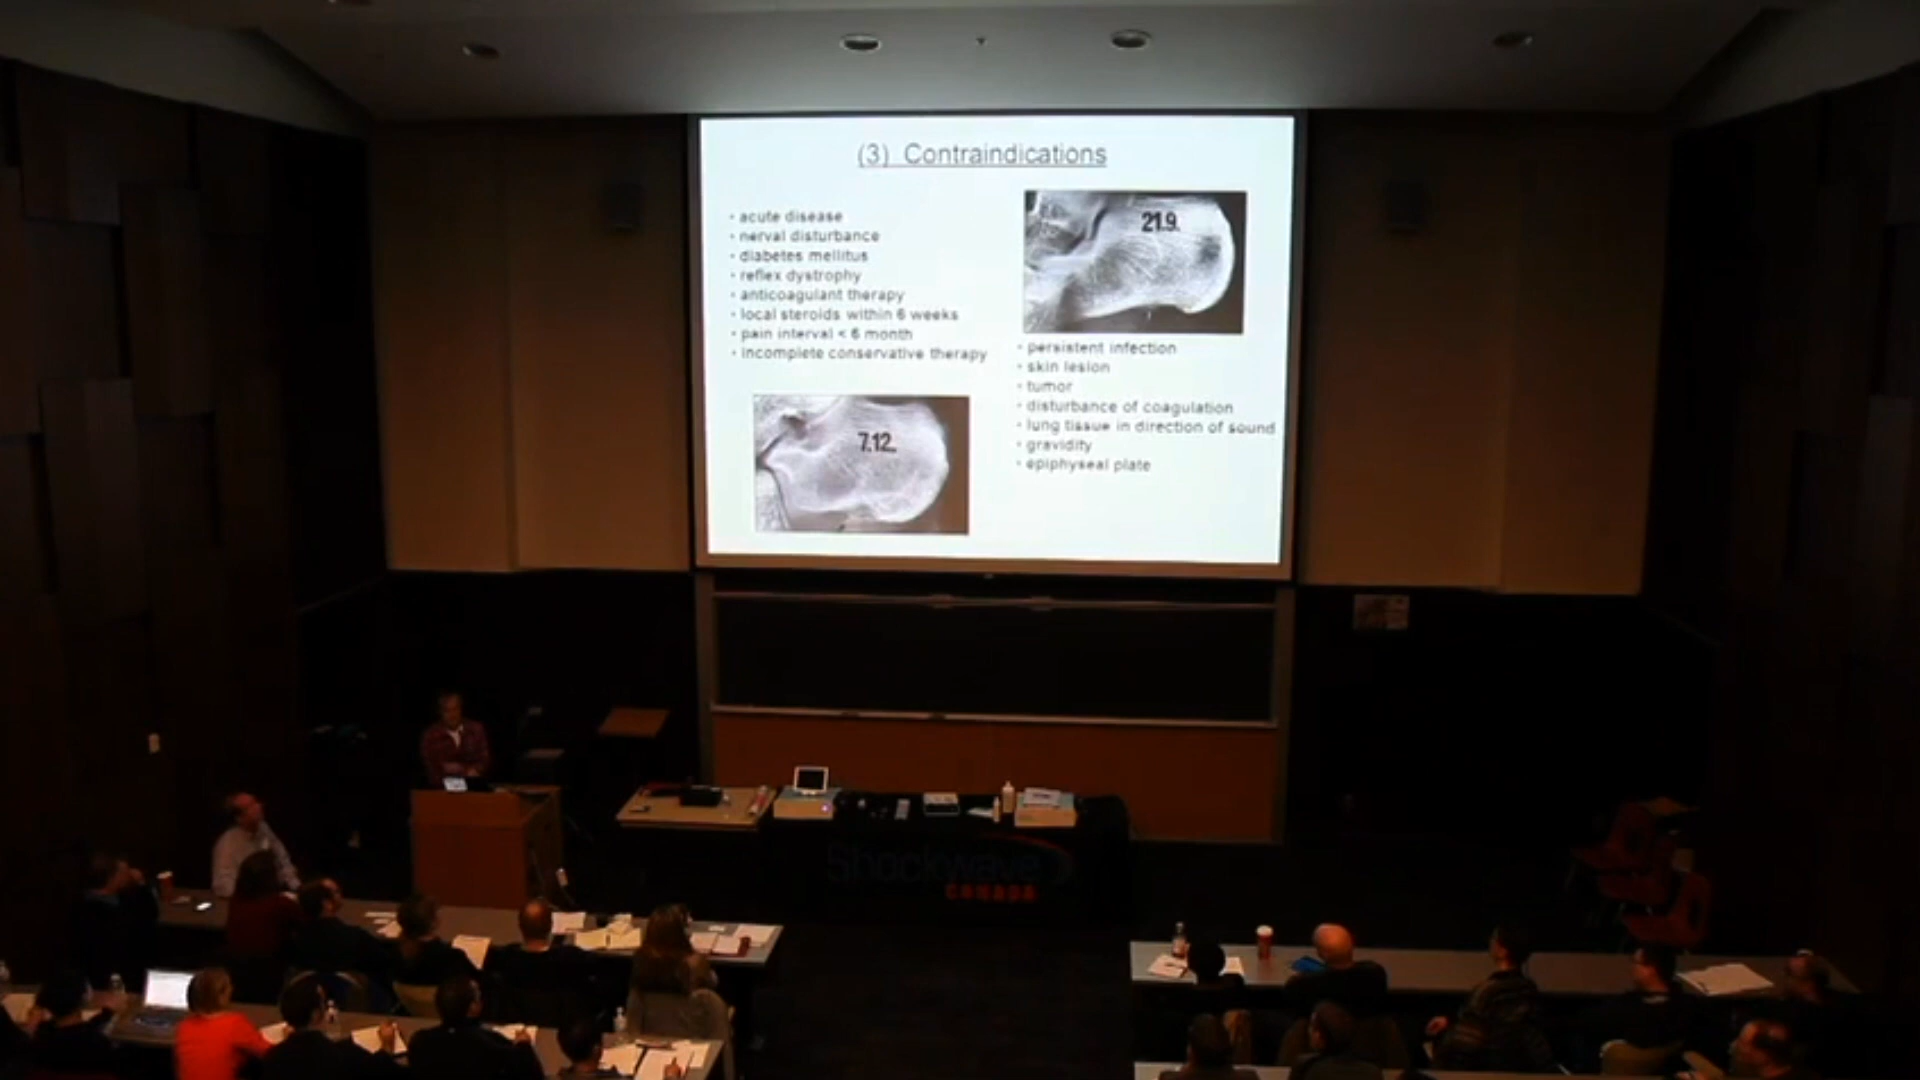 (3) Contraindications
• acute disease
• nerval disturbance
• diabetes mellitus
• reflex dystrophy
• anticoagulant therapy
• local steroids within 6 weeks
• pain interval < 6 month
• incomplete conservative therapy
7.12.
21.9.
• persistent infection
• skin lesion
• tumor
• disturbance of coagulation
• lung tissue in direction of sound
• gravidity
• epiphyseal plate
Shockwave
CANADA